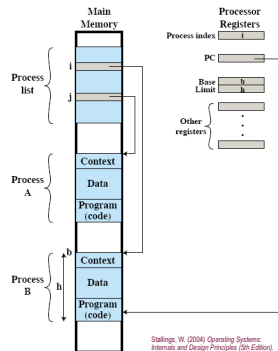 Main
Memory
Processor
Registers
Process index
i
PC
Base
b
Limit
h
Other
registers
Process
list
i
j
Process
A
Context
Data
Program
(code)
Process
B
b
h
Context
Data
Program
(code)
Stallings, W. (2004) Operating Systems:
Internals and Design Principles (5th Edition).